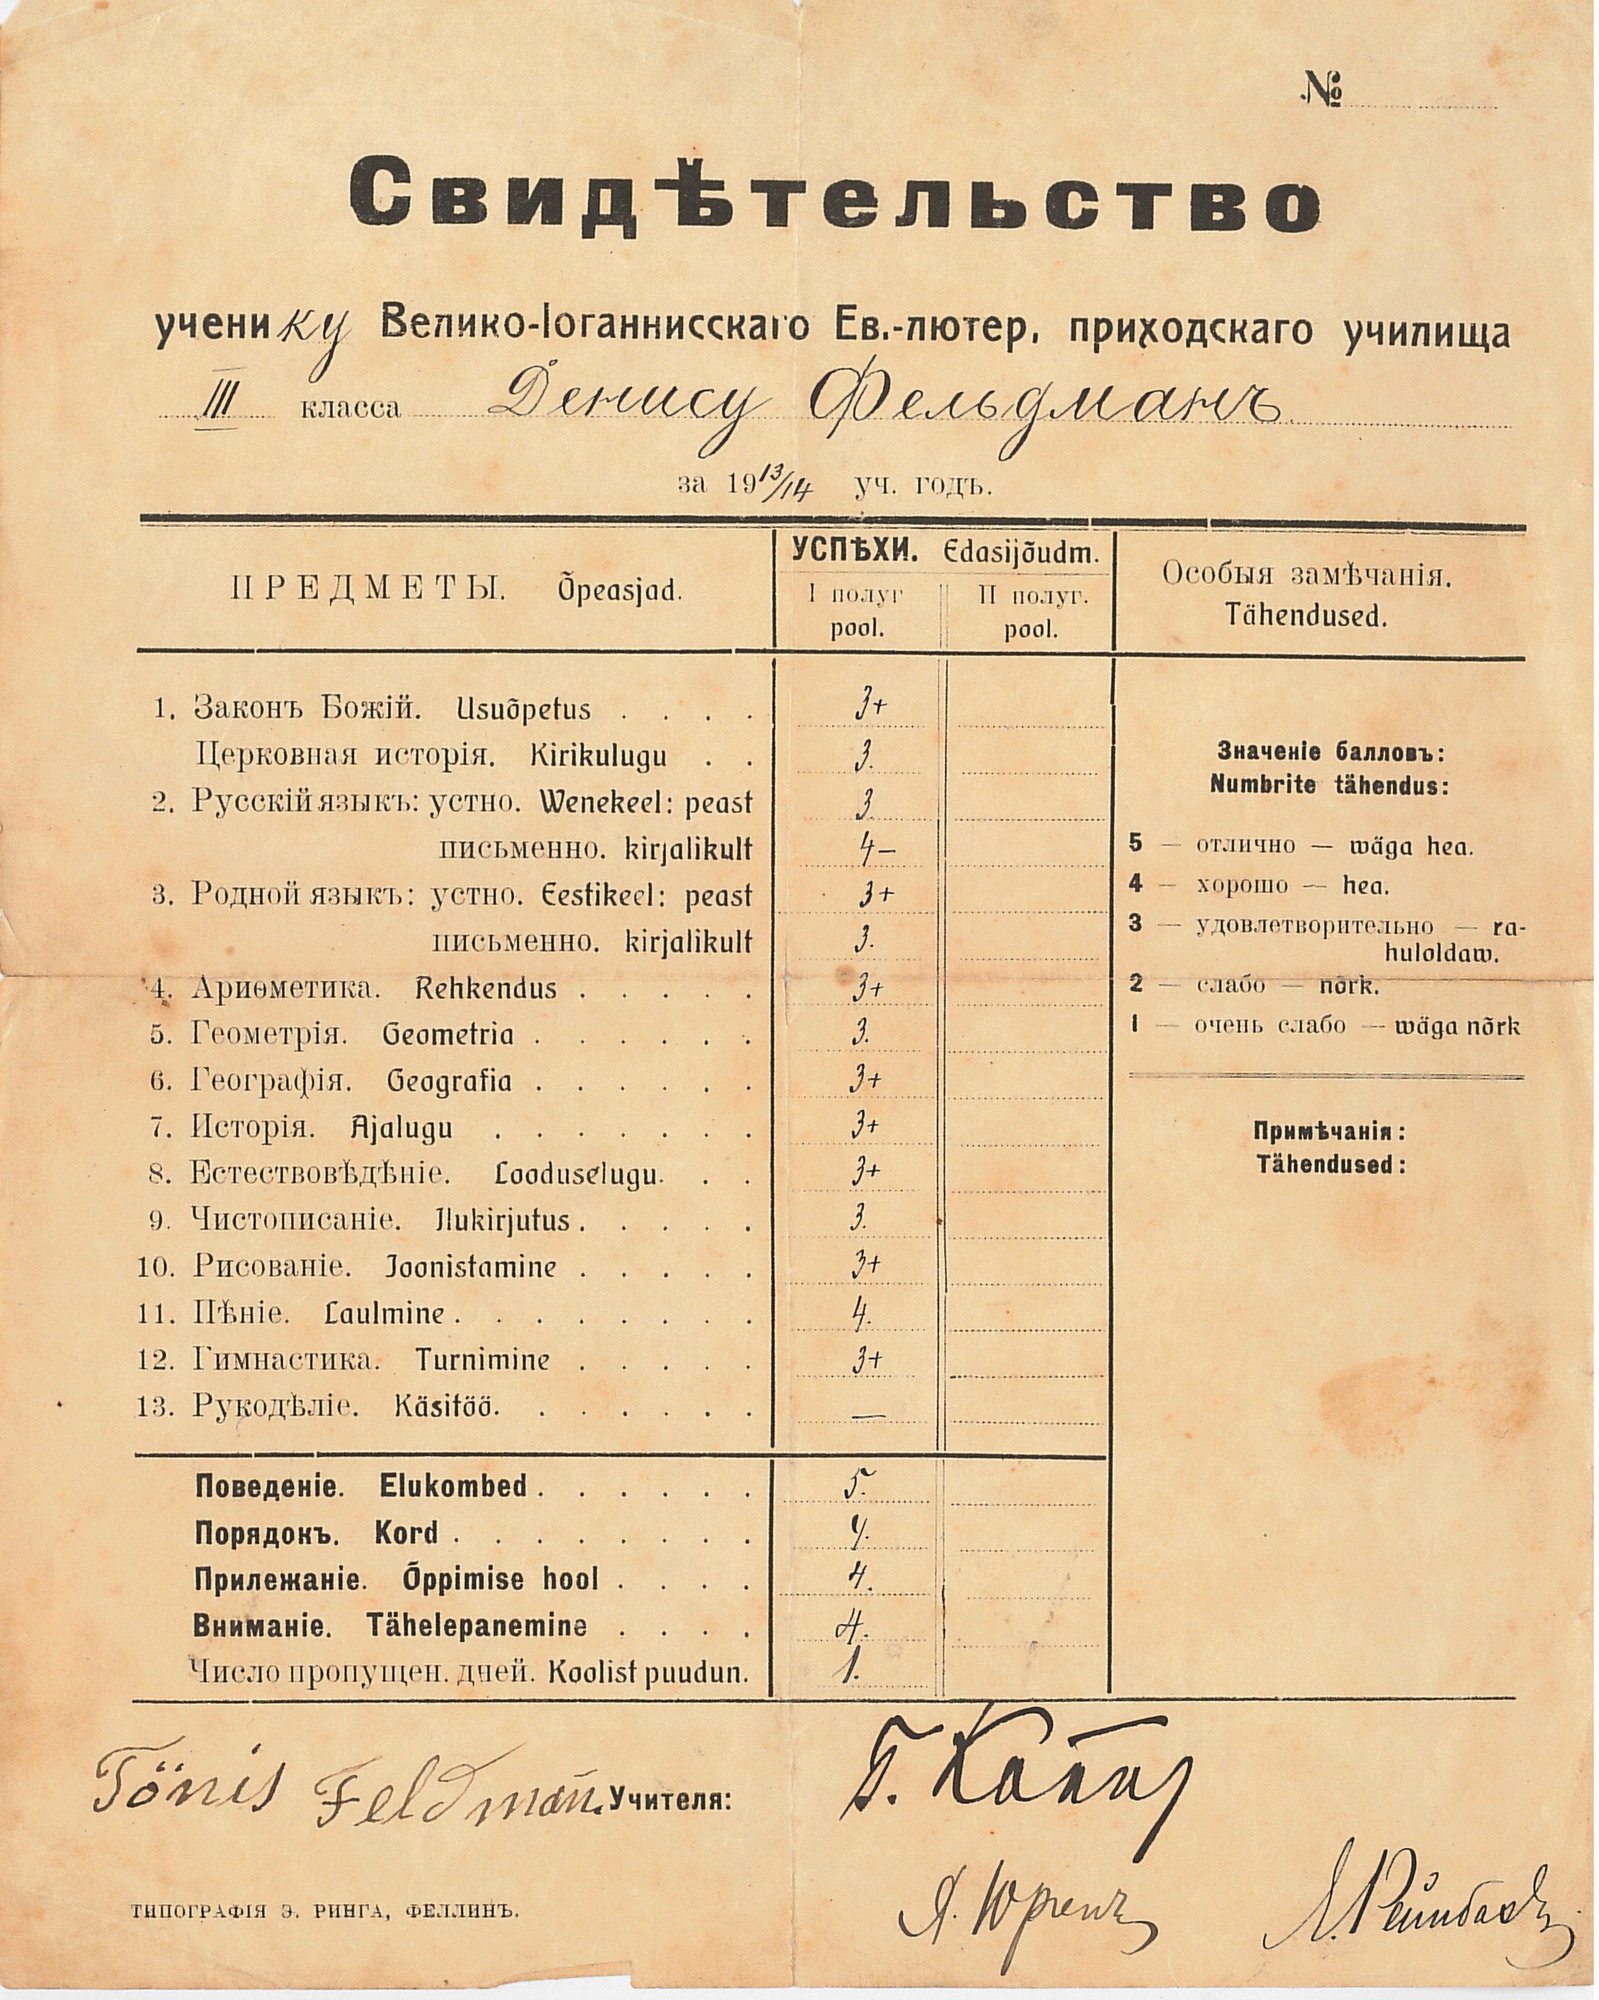 №
Свидѣтельство
ученику Велико-Іоганнисскаго Ев.-лютер. приходскаго училища
III класса Денису Фельдманъ
за 1913/14 уч. годъ.
ПРЕДМЕТЫ. Õpeasjad. УСПѢХИ. Edasijõudm. Особыя замѣчанія. Tähendused.
I полуг pool. II полуг. pool.
1. Законъ Божій. Usuõpetus . . . . 3+
Церковная исторія. Kirikulugu . . 3.
Значеніе балловъ:
Numbrite tähendus:
2. Русскій языкъ: устно. Wenekeel: peast 3.
письменно. kirjalikult 4–
5 — отлично — wäga hea.
4 — хорошо — hea.
3. Родной языкъ: устно. Eestikeel: peast 3+
письменно. kirjalikult 3.
3 — удовлетворительно — ra-
huloldaw.
4. Ариѳметика. Rehkendus . . . . . 3+
2 — слабо — nõrk.
5. Геометрія. Geometria . . . . . . 3.
1 — очень слабо — wäga nõrk
6. Географія. Geografia . . . . . . 3+
7. Исторія. Ajalugu . . . . . . . 3+
Примѣчанія:
Tähendused:
8. Естествовѣдѣніе. Looduselugu. . . 3+
9. Чистописаніе. Ilukirjutus. . . . . 3.
10. Рисованіе. Joonistamine . . . . . 3+
11. Пѣніе. Laulmine. . . . . . . . 4.
12. Гимнастика. Turnimine . . . . . 3+
13. Рукодѣліе. Käsitöö. . . . . . . —
Поведеніе. Elukombed. . . . . . 5.
Порядокъ. Kord. . . . . . . . 4.
Прилежаніе. Õppimise hool . . . . 4.
Вниманіе. Tähelepanemine . . . . 4.
Число пропущен. дней. Koolist puudun. 1.
Tönis Feldman. Учителя:
ТИПОГРАФІЯ Э. РИНГА, ФЕЛЛИНЪ.